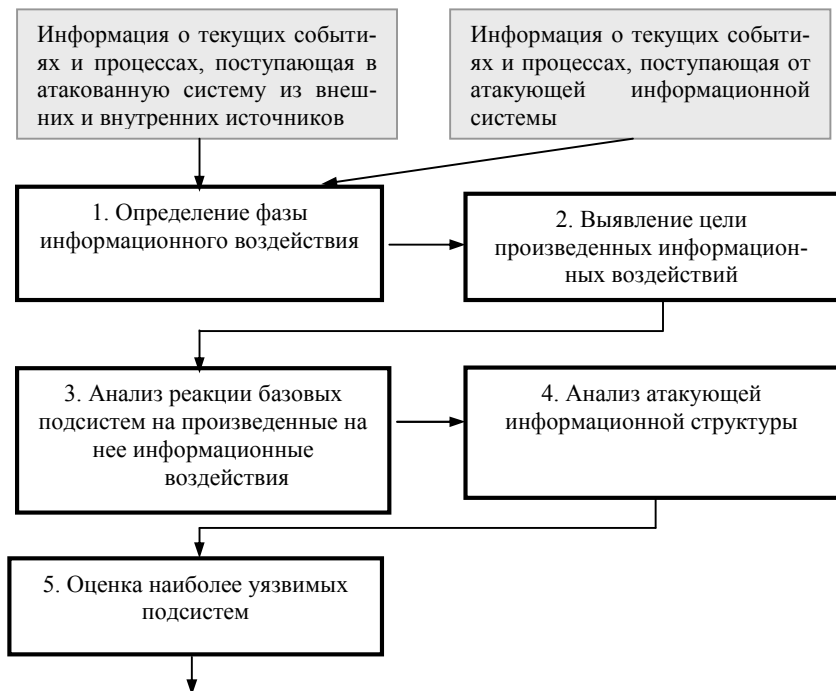 Информация о текущих событи-
ях и процессах, поступающая в
атакованную систему из внеш-
них и внутренних источников
Информация о текущих событи-
ях и процессах, поступающая от
атакующей информационной
системы
1. Определение фазы
информационного воздействия
2. Выявление цели
произведенных информацион-
ных воздействий
3. Анализ реакции базовых
подсистем на произведенные на
нее информационные
воздействия
4. Анализ атакующей
информационной структуры
5. Оценка наиболее уязвимых
подсистем